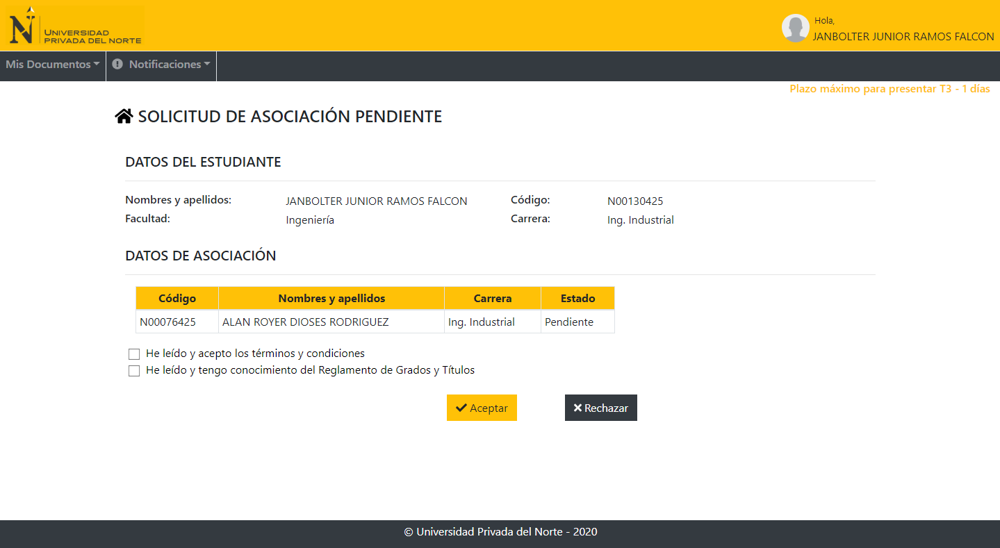 UNIVERSIDAD
PRIVADA DEL NORTE
Hola,
JANBOLTER JUNIOR RAMOS FALCON
Mis Documentos Notificaciones
Plazo máximo para presentar T3 - 1 días
SOLICITUD DE ASOCIACIÓN PENDIENTE
DATOS DEL ESTUDIANTE
Nombres y apellidos: JANBOLTER JUNIOR RAMOS FALCON Código: N00130425
Facultad: Ingeniería Carrera: Ing. Industrial
DATOS DE ASOCIACIÓN
Código Nombres y apellidos Carrera Estado
N00076425 ALAN ROYER DIOSES RODRIGUEZ Ing. Industrial Pendiente
He leído y acepto los términos y condiciones
He leído y tengo conocimiento del Reglamento de Grados y Títulos
Aceptar Rechazar
© Universidad Privada del Norte - 2020